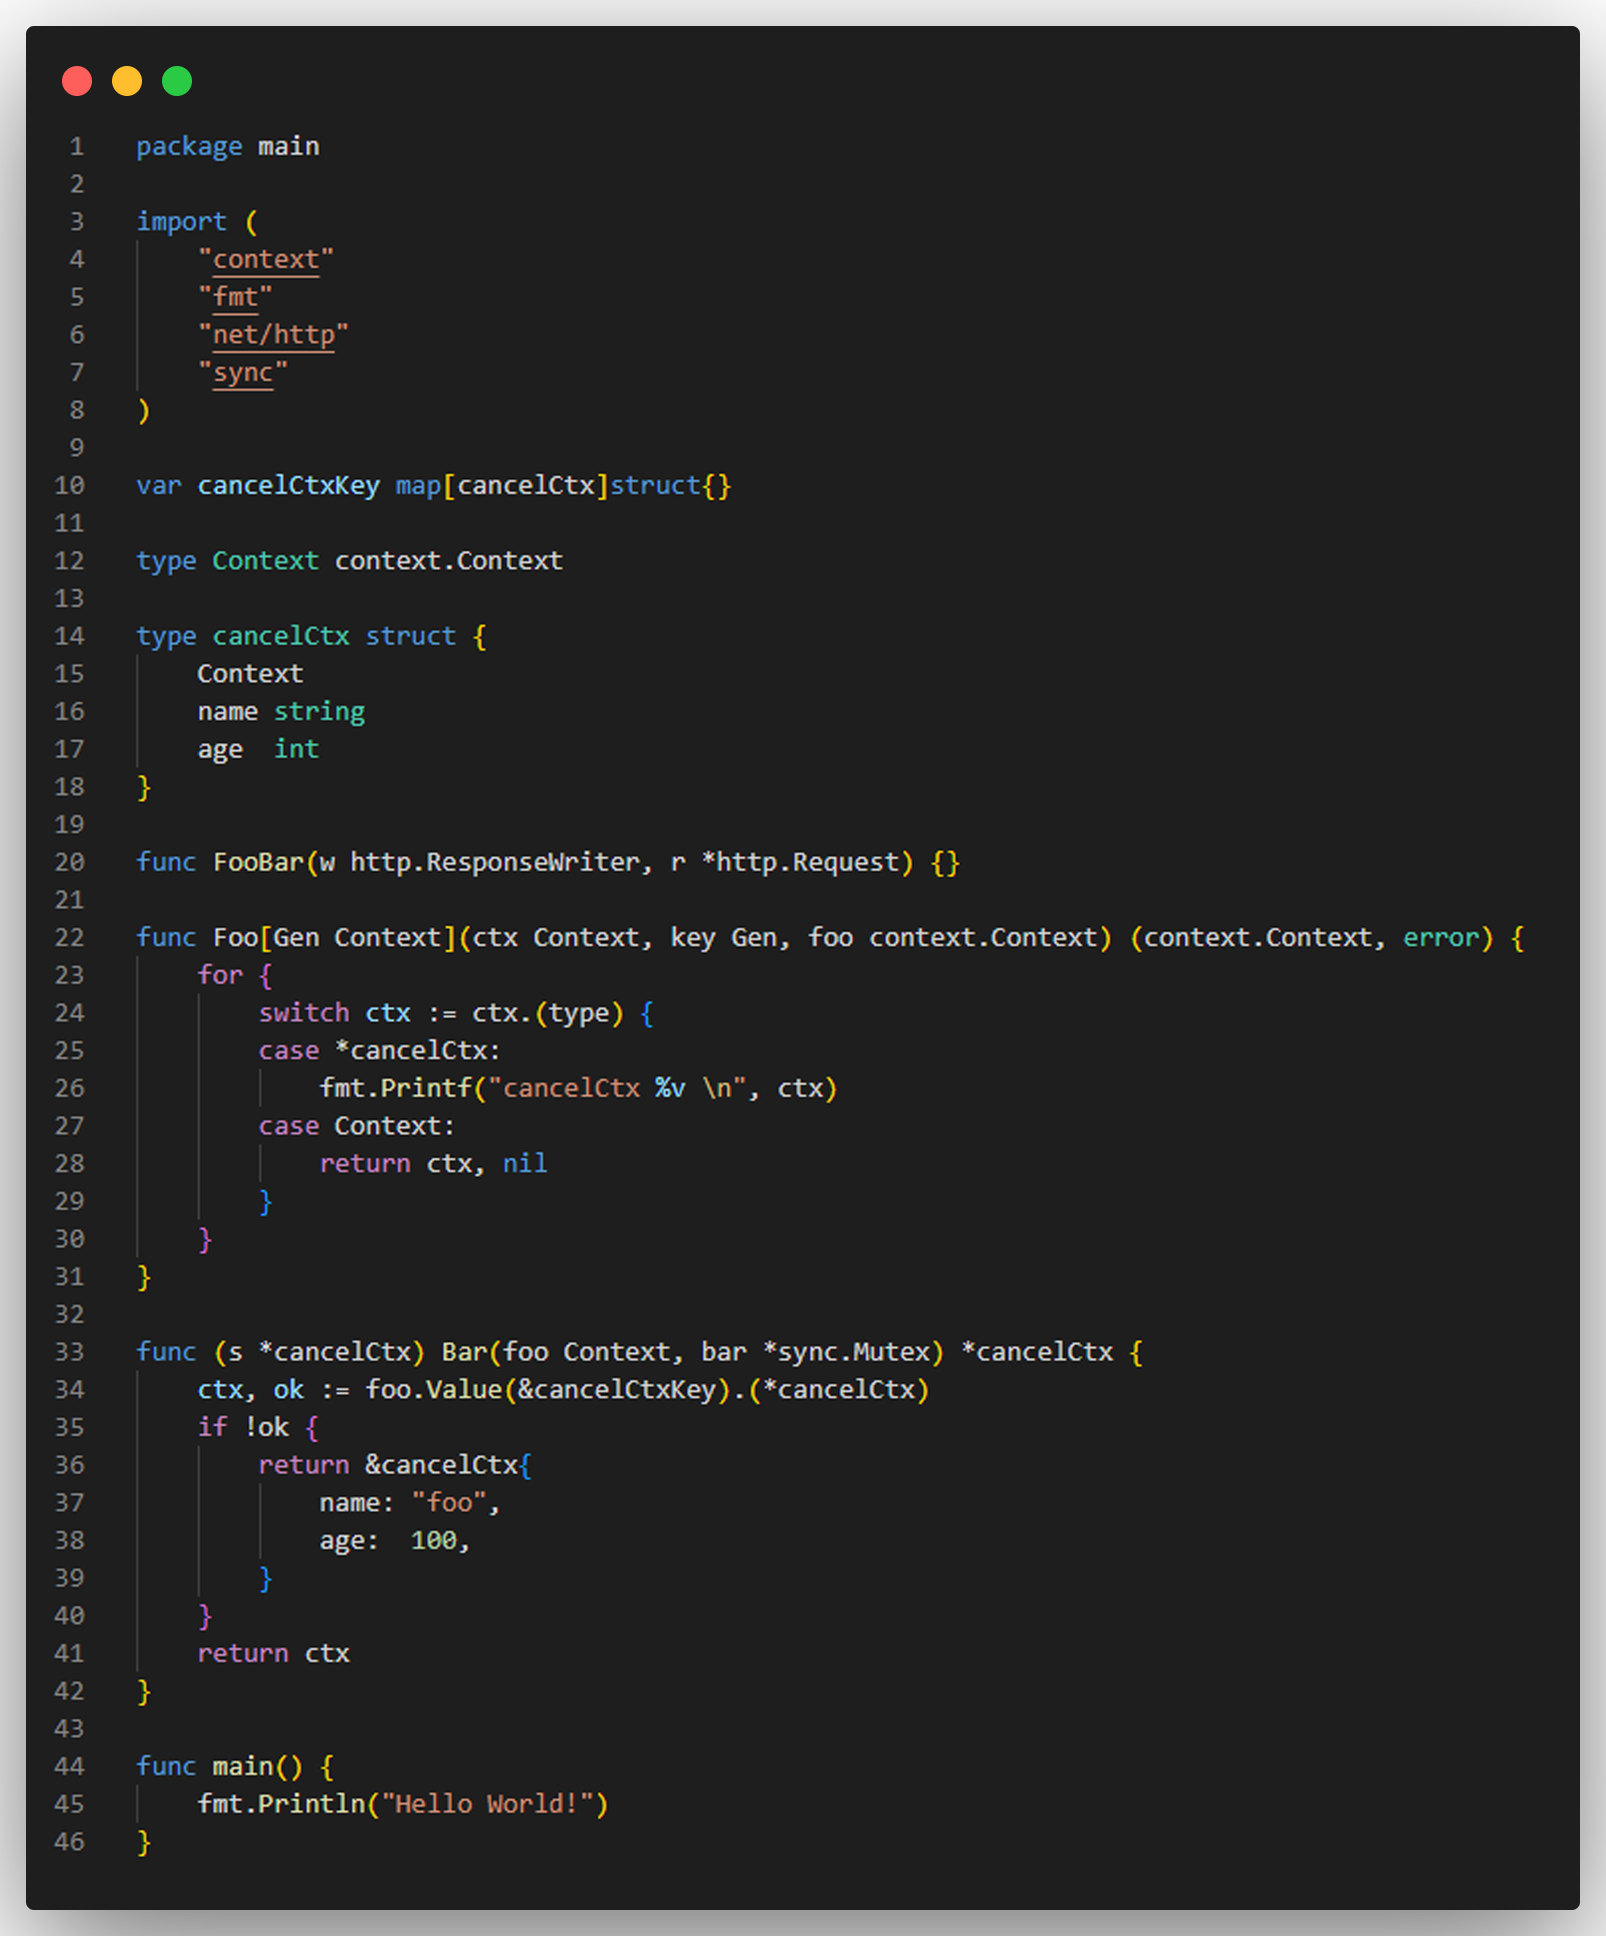 1 package main
2
3 import (
4     "context"
5     "fmt"
6     "net/http"
7     "sync"
8 )
9
10 var cancelCtxKey map[cancelCtx]struct{}
11
12 type Context context.Context
13
14 type cancelCtx struct {
15     Context
16     name string
17     age  int
18 }
19
20 func FooBar(w http.ResponseWriter, r *http.Request) {}
21
22 func Foo[Gen Context](ctx Context, key Gen, foo context.Context) (context.Context, error) {
23     for {
24         switch ctx := ctx.(type) {
25         case *cancelCtx:
26             fmt.Printf("cancelCtx %v \n", ctx)
27         case Context:
28             return ctx, nil
29         }
30     }
31 }
32
33 func (s *cancelCtx) Bar(foo Context, bar *sync.Mutex) *cancelCtx {
34     ctx, ok := foo.Value(&cancelCtxKey).(*cancelCtx)
35     if !ok {
36         return &cancelCtx{
37             name: "foo",
38             age:  100,
39         }
40     }
41     return ctx
42 }
43
44 func main() {
45     fmt.Println("Hello World!")
46 }